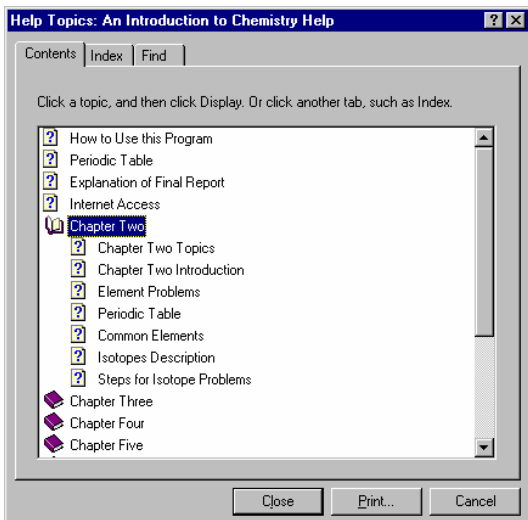 Help Topics: An Introduction to Chemistry Help
Contents Index Find
Click a topic, and then click Display. Or click another tab, such as Index.
How to Use this Program
Periodic Table
Explanation of Final Report
Internet Access
Chapter Two
Chapter Two Topics
Chapter Two Introduction
Element Problems
Periodic Table
Common Elements
Isotopes Description
Steps for Isotope Problems
Chapter Three
Chapter Four
Chapter Five
Close Print... Cancel